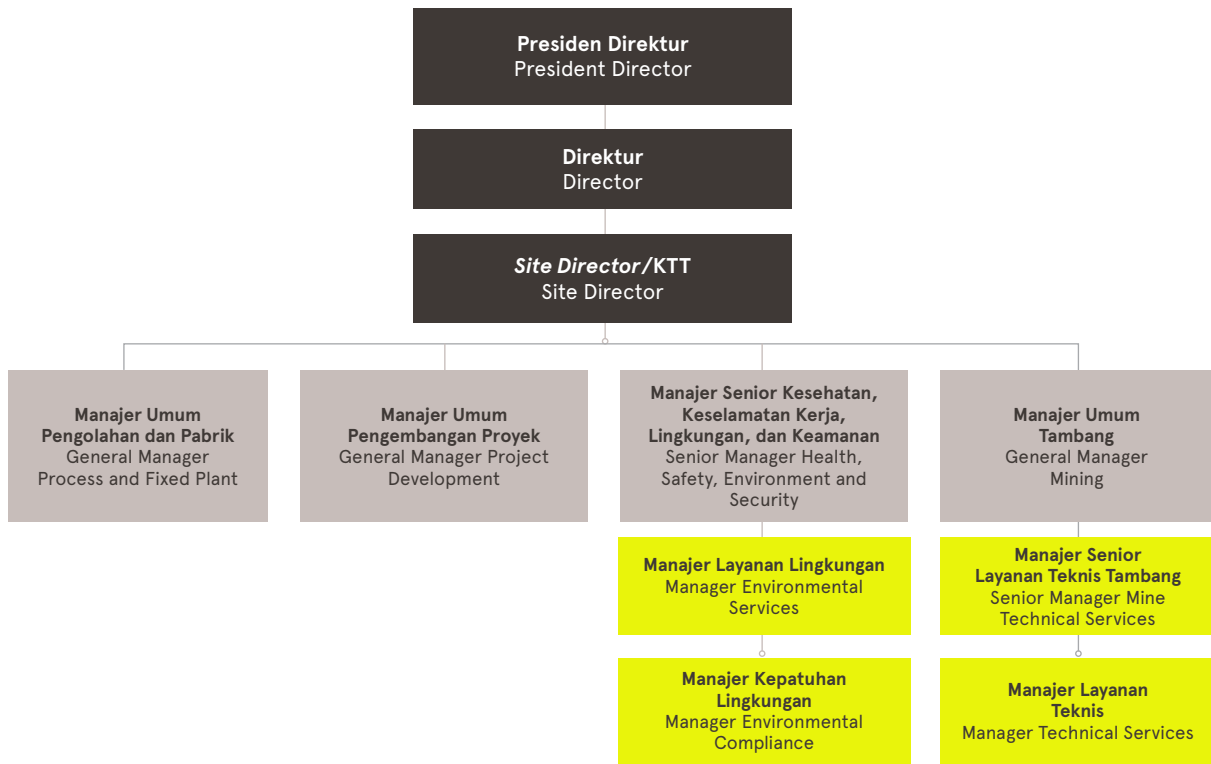 Presiden Direktur
President Director
Direktur
Director
Site Director/KTT
Site Director
Manajer Umum
Pengolahan dan Pabrik
General Manager
Process and Fixed Plant
Manajer Umum
Pengembangan Proyek
General Manager Project
Development
Manajer Senior Kesehatan,
Keselamatan Kerja,
Lingkungan, dan Keamanan
Senior Manager Health,
Safety, Environment and
Security
Manajer Umum
Tambang
General Manager
Mining
Manajer Layanan Lingkungan
Manager Environmental
Services
Manajer Senior
Layanan Teknis Tambang
Senior Manager Mine
Technical Services
Manajer Kepatuhan
Lingkungan
Manager Environmental
Compliance
Manajer Layanan
Teknis
Manager Technical Services